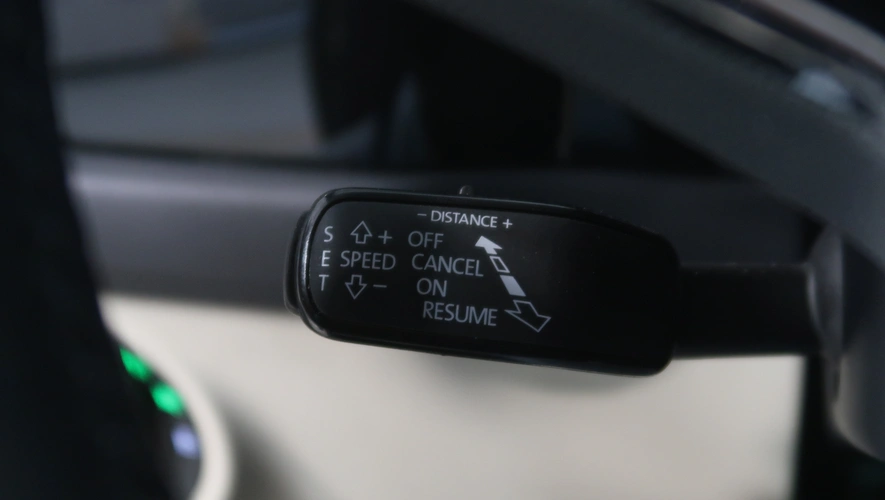 − DISTANCE +
S + OFF
E SPEED CANCEL
T − ON
RESUME